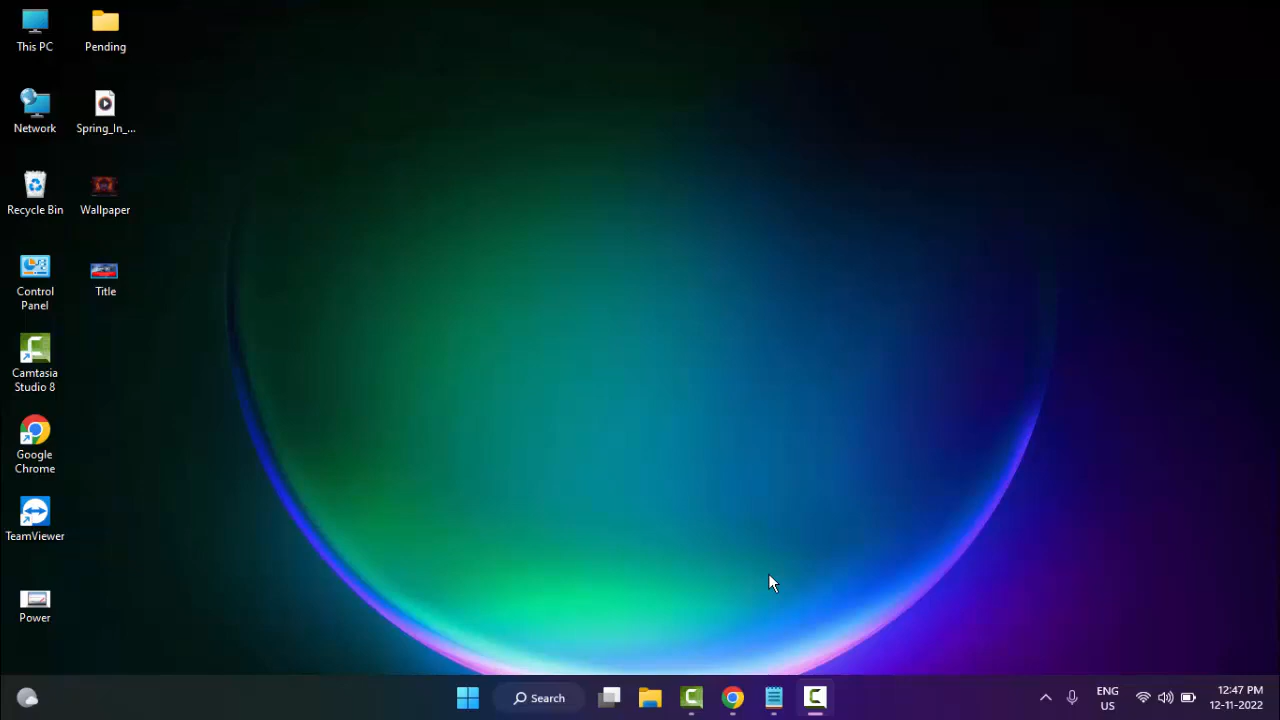 This PC
Pending
Network
Spring_In_...
Recycle Bin
Wallpaper
Control
Panel
Title
Camtasia
Studio 8
Google
Chrome
TeamViewer
Power
Search
ENG
US
12:47 PM
12-11-2022